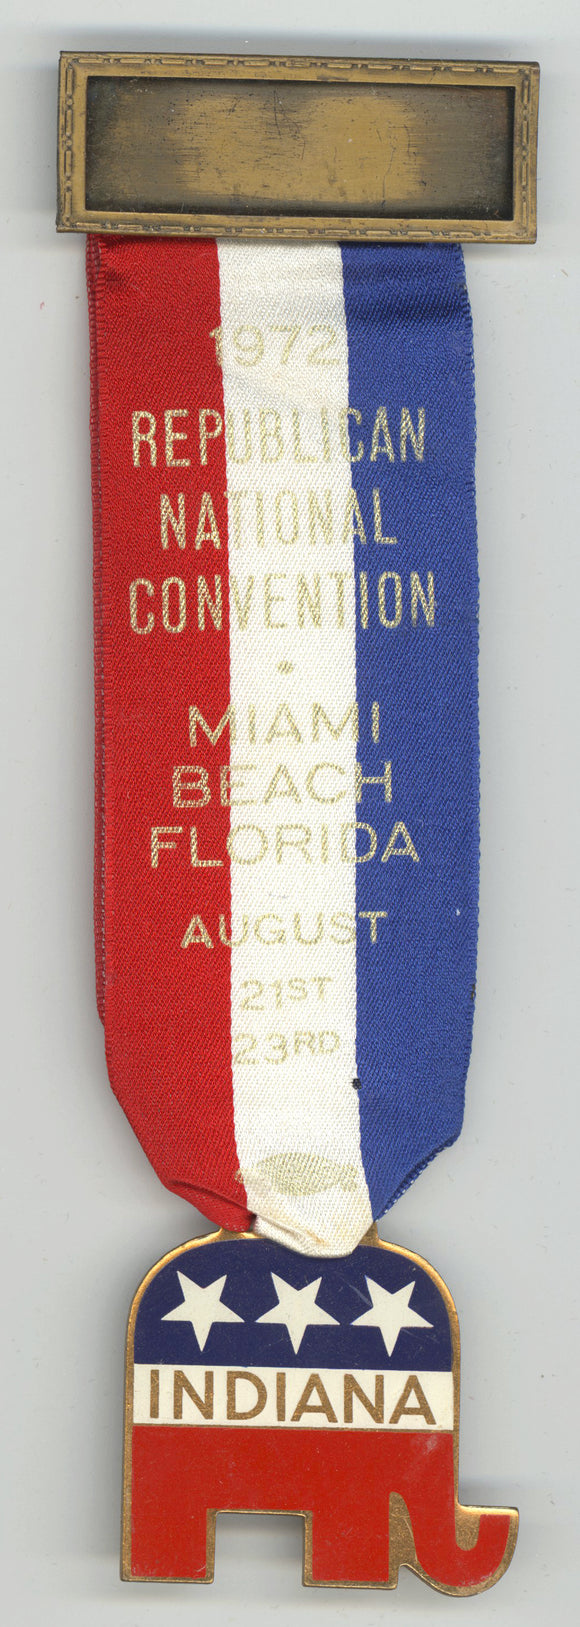 1972
REPUBLICAN
NATIONAL
CONVENTION
•
MIAMI
BEACH
FLORIDA
AUGUST
21ST
23RD
INDIANA